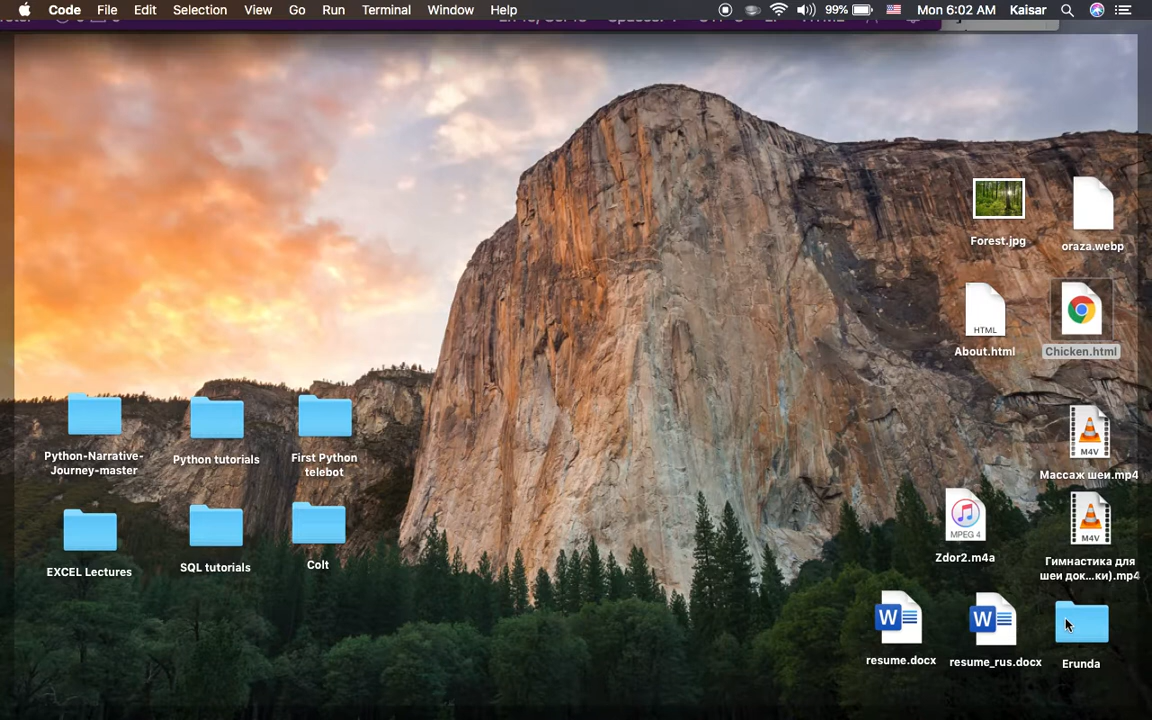 Code File Edit Selection View Go Run Terminal Window Help 99% Mon 6:02 AM Kaisar
Forest.jpg
oraza.webp
HTML
About.html
Chicken.html
Python-Narrative-
Journey-master
Python tutorials
First Python
telebot
M4V
Массаж шеи.mp4
EXCEL Lectures
SQL tutorials
Colt
MPEG 4
Zdor2.m4a
M4V
Гимнастика для
шеи док...ки).mp4
W
resume.docx
W
resume_rus.docx
Erunda